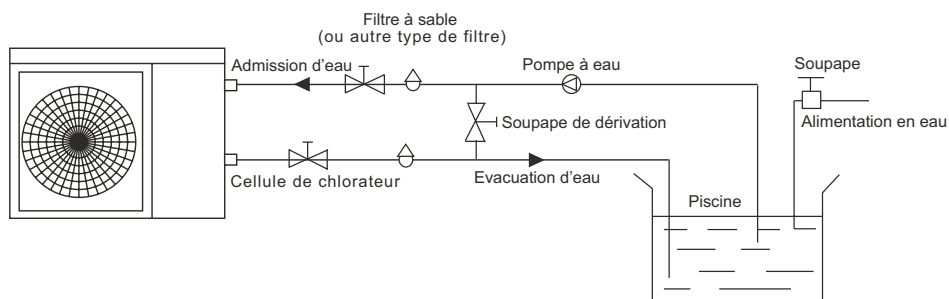 Filtre à sable
(ou autre type de filtre)
Admission d'eau
Pompe à eau
Soupape
Soupape de dérivation
Alimentation en eau
Cellule de chlorateur
Evacuation d'eau
Piscine